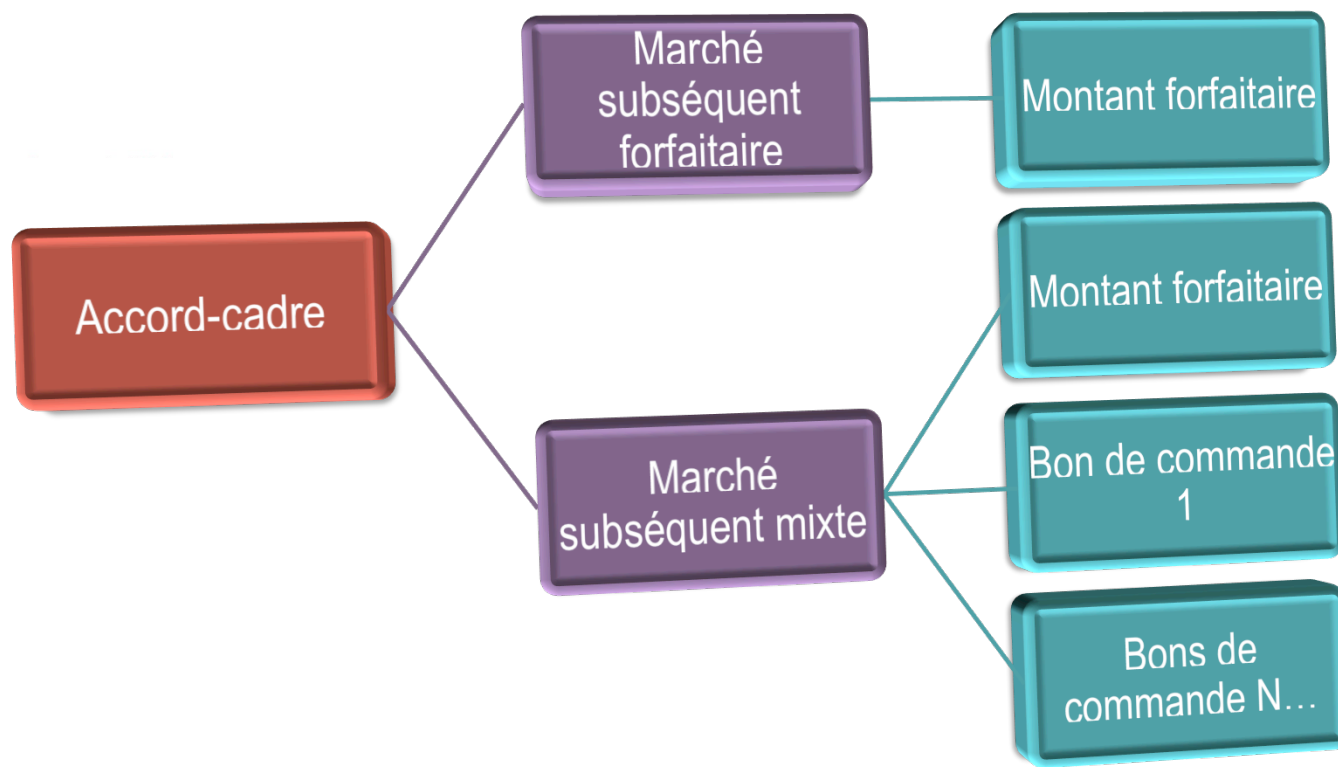 Accord-cadre
Marché
subséquent
forfaitaire
Montant forfaitaire
Marché
subséquent mixte
Montant forfaitaire
Bon de commande
1
Bons de
commande N…